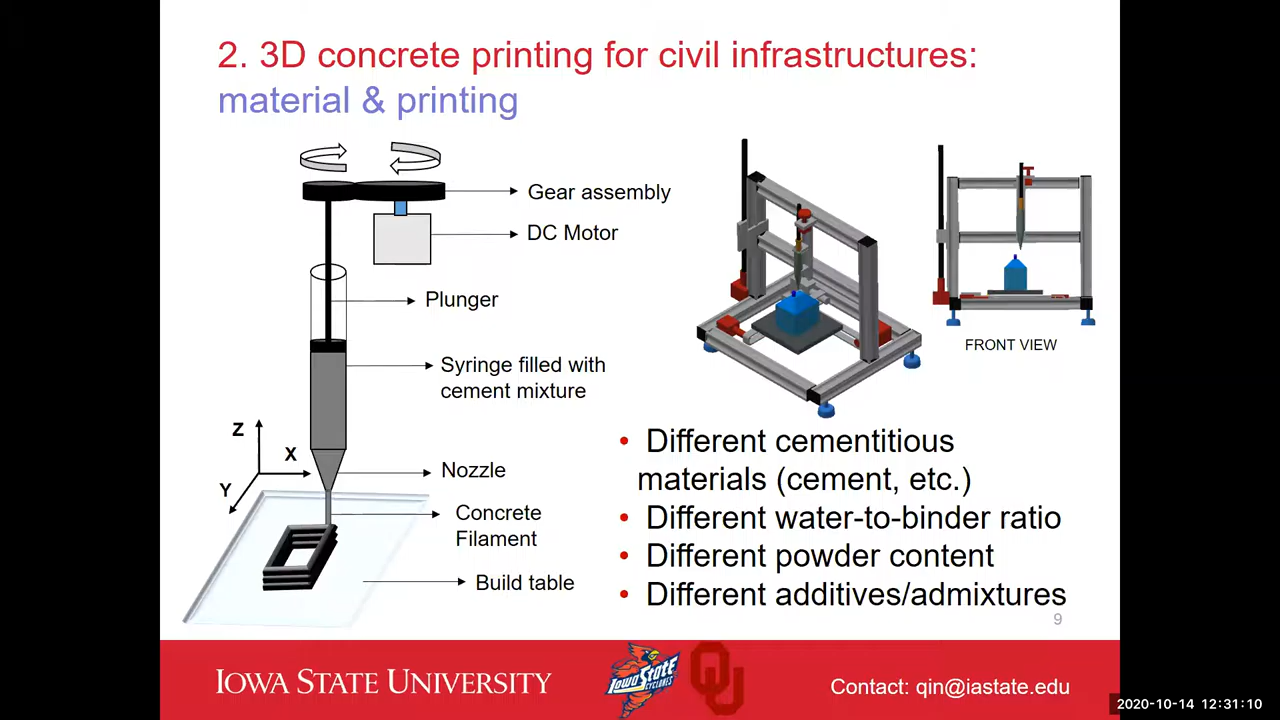 2. 3D concrete printing for civil infrastructures:
material & printing
Gear assembly
DC Motor
Plunger
Syringe filled with
cement mixture
Z
X
Y
Nozzle
Concrete
Filament
Build table
FRONT VIEW
• Different cementitious
materials (cement, etc.)
• Different water-to-binder ratio
• Different powder content
• Different additives/admixtures
9
IOWA STATE UNIVERSITY
IOWA STATE
CYCLONES
OU
Contact: qin@iastate.edu
2020-10-14 12:31:10